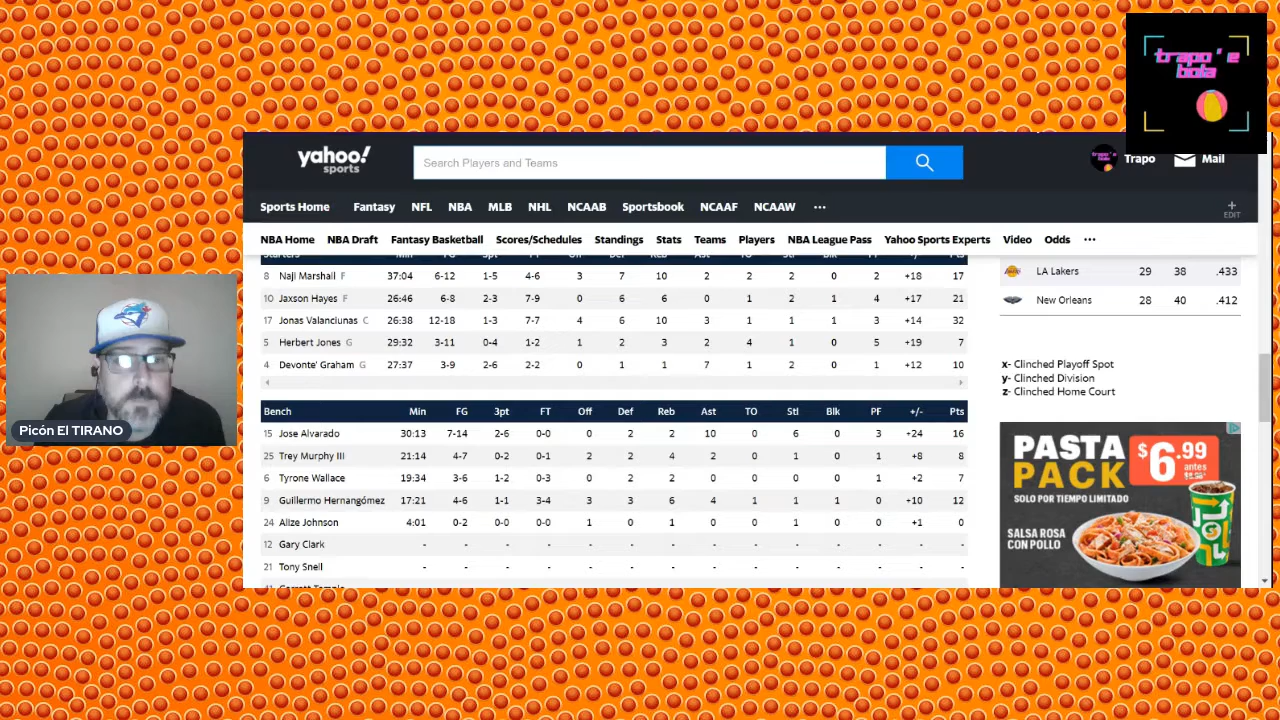 trapo'e
bola
yahoo!
sports
Search Players and Teams
Trapo
Mail
Sports Home Fantasy NFL NBA MLB NHL NCAAB Sportsbook NCAAF NCAAW ...
EDIT
NBA Home NBA Draft Fantasy Basketball Scores/Schedules Standings Stats Teams Players NBA League Pass Yahoo Sports Experts Video Odds ...
8 Naji Marshall F 37:04 6-12 1-5 4-6 3 7 10 2 2 2 0 2 +18 17
10 Jaxson Hayes F 26:46 6-8 2-3 7-9 0 6 6 0 1 2 1 4 +17 21
17 Jonas Valanciunas C 26:38 12-18 1-3 7-7 4 6 10 3 1 1 1 3 +14 32
5 Herbert Jones G 29:32 3-11 0-4 1-2 1 2 3 2 4 1 0 5 +19 7
4 Devonte' Graham G 27:37 3-9 2-6 2-2 0 1 1 7 1 2 0 1 +12 10
Bench Min FG 3pt FT Off Def Reb Ast TO Stl Blk PF +/- Pts
15 Jose Alvarado 30:13 7-14 2-6 0-0 0 2 2 10 0 6 0 3 +24 16
25 Trey Murphy III 21:14 4-7 0-2 0-1 2 2 4 2 0 1 0 1 +8 8
6 Tyrone Wallace 19:34 3-6 1-2 0-3 0 2 2 0 0 0 0 1 +2 7
9 Guillermo Hernangómez 17:21 4-6 1-1 3-4 3 3 6 4 1 1 1 0 +10 12
24 Alize Johnson 4:01 0-2 0-0 0-0 1 0 1 0 0 1 0 0 +1 0
12 Gary Clark - - - - - - - - - - - - - -
21 Tony Snell - - - - - - - - - - - - - -
LA Lakers 29 38 .433
New Orleans 28 40 .412
x- Clinched Playoff Spot
y- Clinched Division
z- Clinched Home Court
PASTA
PACK
$6.99
antes
SOLO POR TIEMPO LIMITADO
SALSA ROSA
CON POLLO
Picón El TIRANO